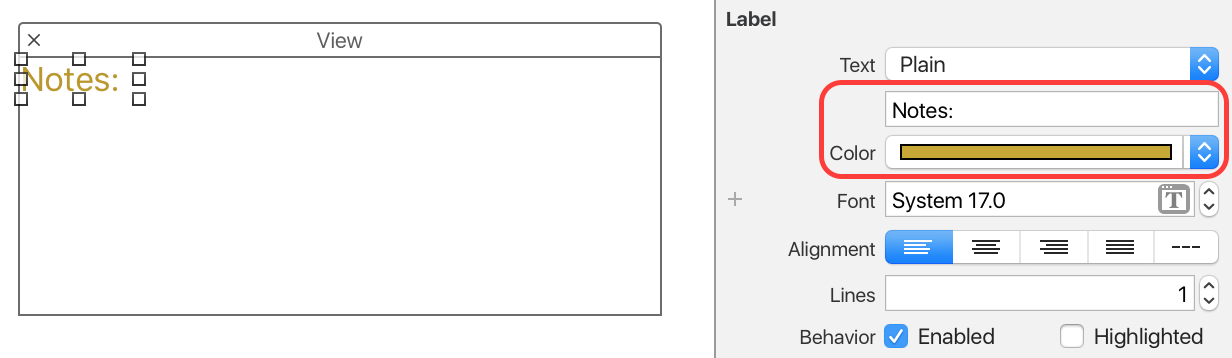 View
Notes:
Label
Text Plain
Notes:
Color
Font System 17.0 T
Alignment
Lines 1
Behavior Enabled Highlighted